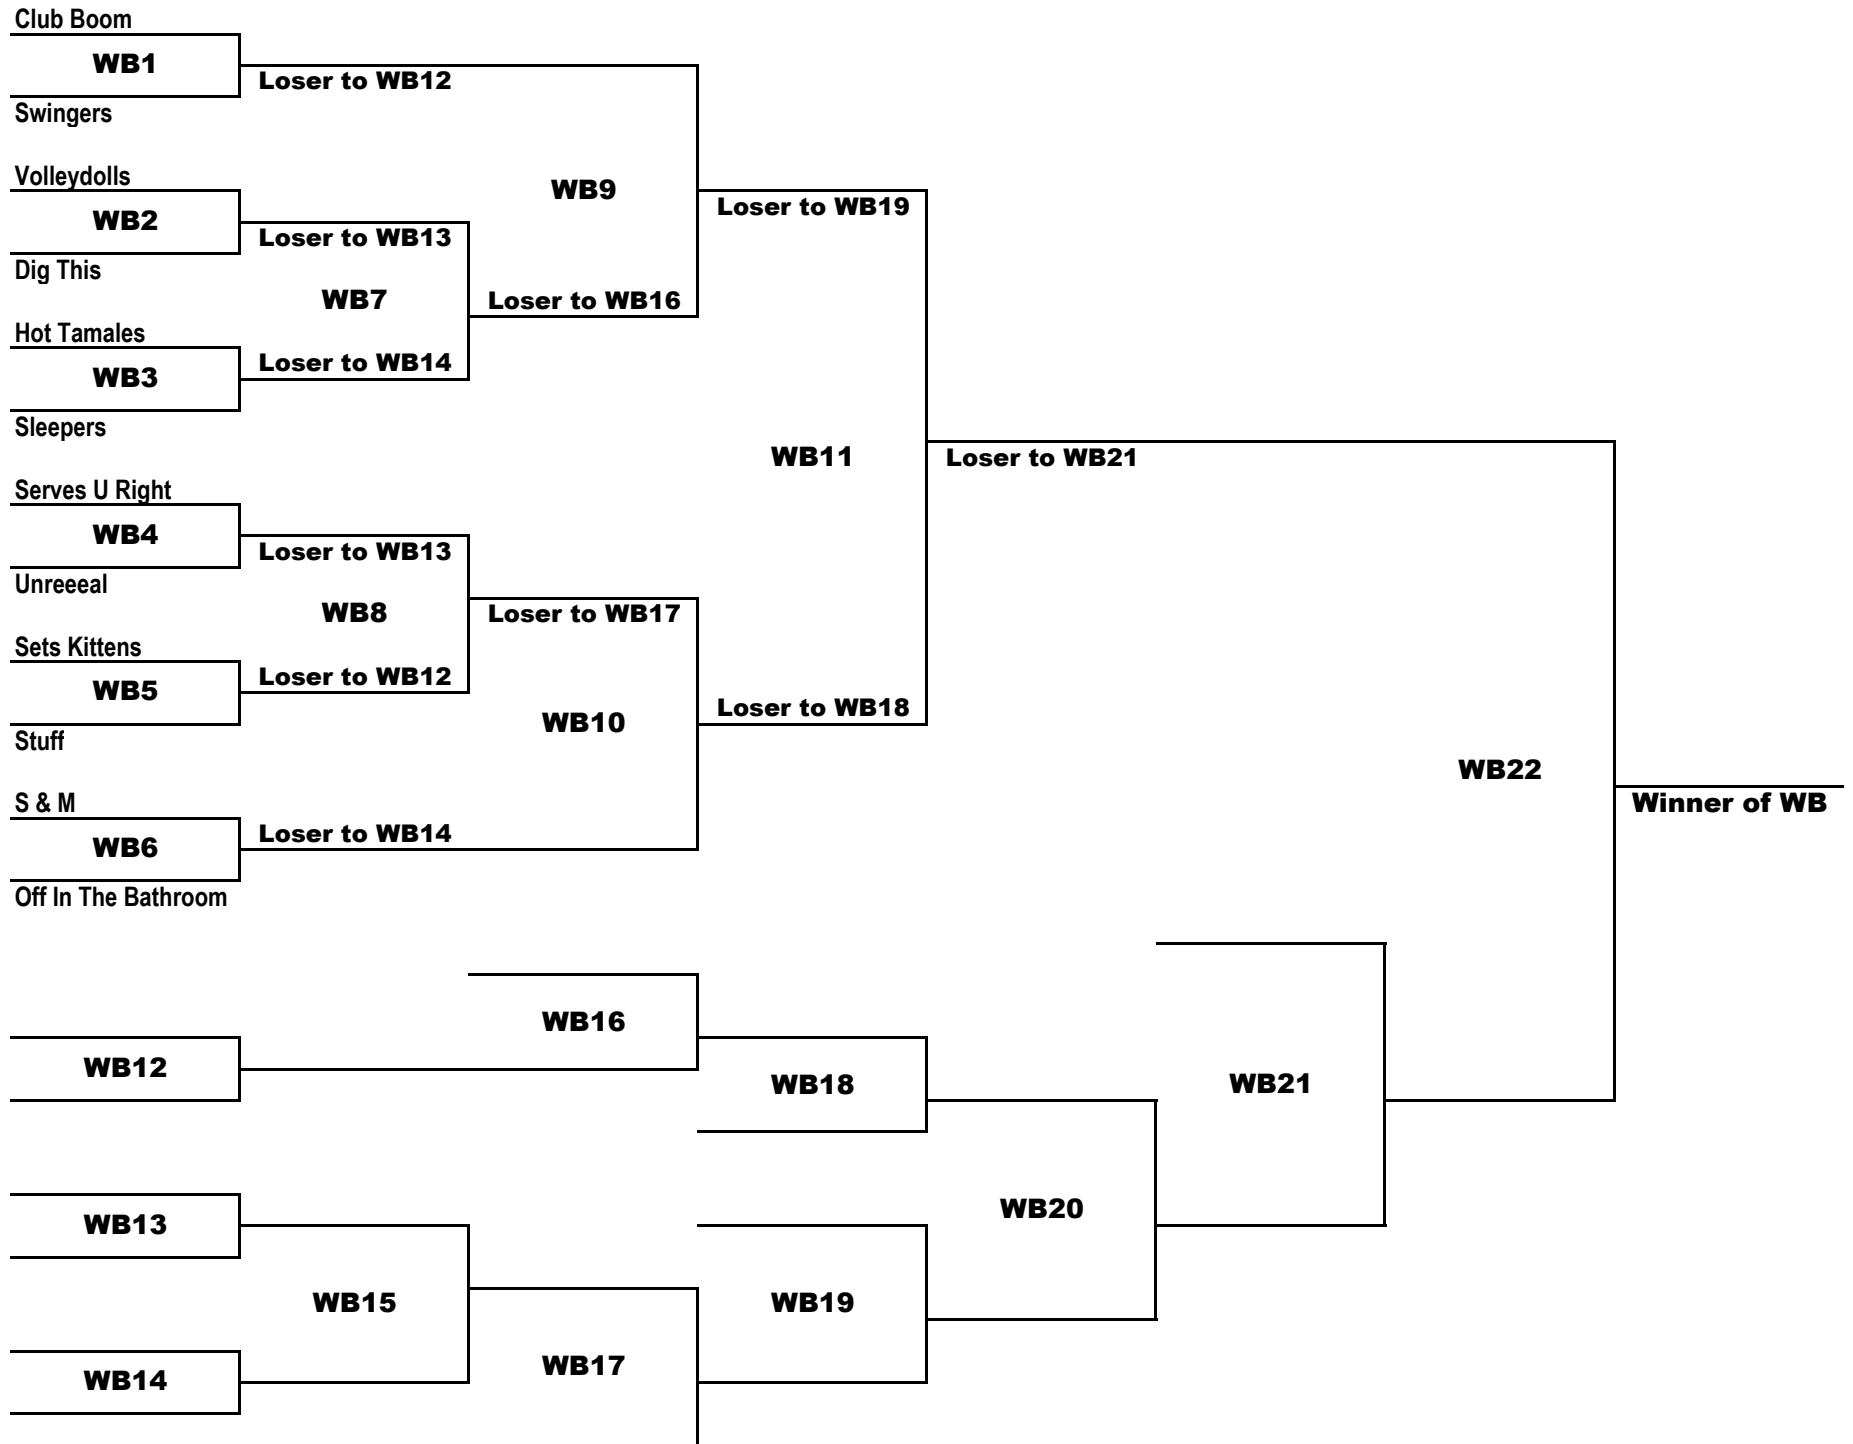 Club Boom
WB1
Loser to WB12
Swingers
Volleydolls
WB9
WB2
Loser to WB19
Loser to WB13
Dig This
WB7
Loser to WB16
Hot Tamales
Loser to WB14
WB3
Sleepers
WB11
Loser to WB21
Serves U Right
WB4
Loser to WB13
Unreeeal
WB8
Loser to WB17
Sets Kittens
Loser to WB12
WB5
Loser to WB18
WB10
Stuff
WB22
S & M
Winner of WB
Loser to WB14
WB6
Off In The Bathroom
WB16
WB12
WB18
WB21
WB20
WB13
WB15
WB19
WB17
WB14